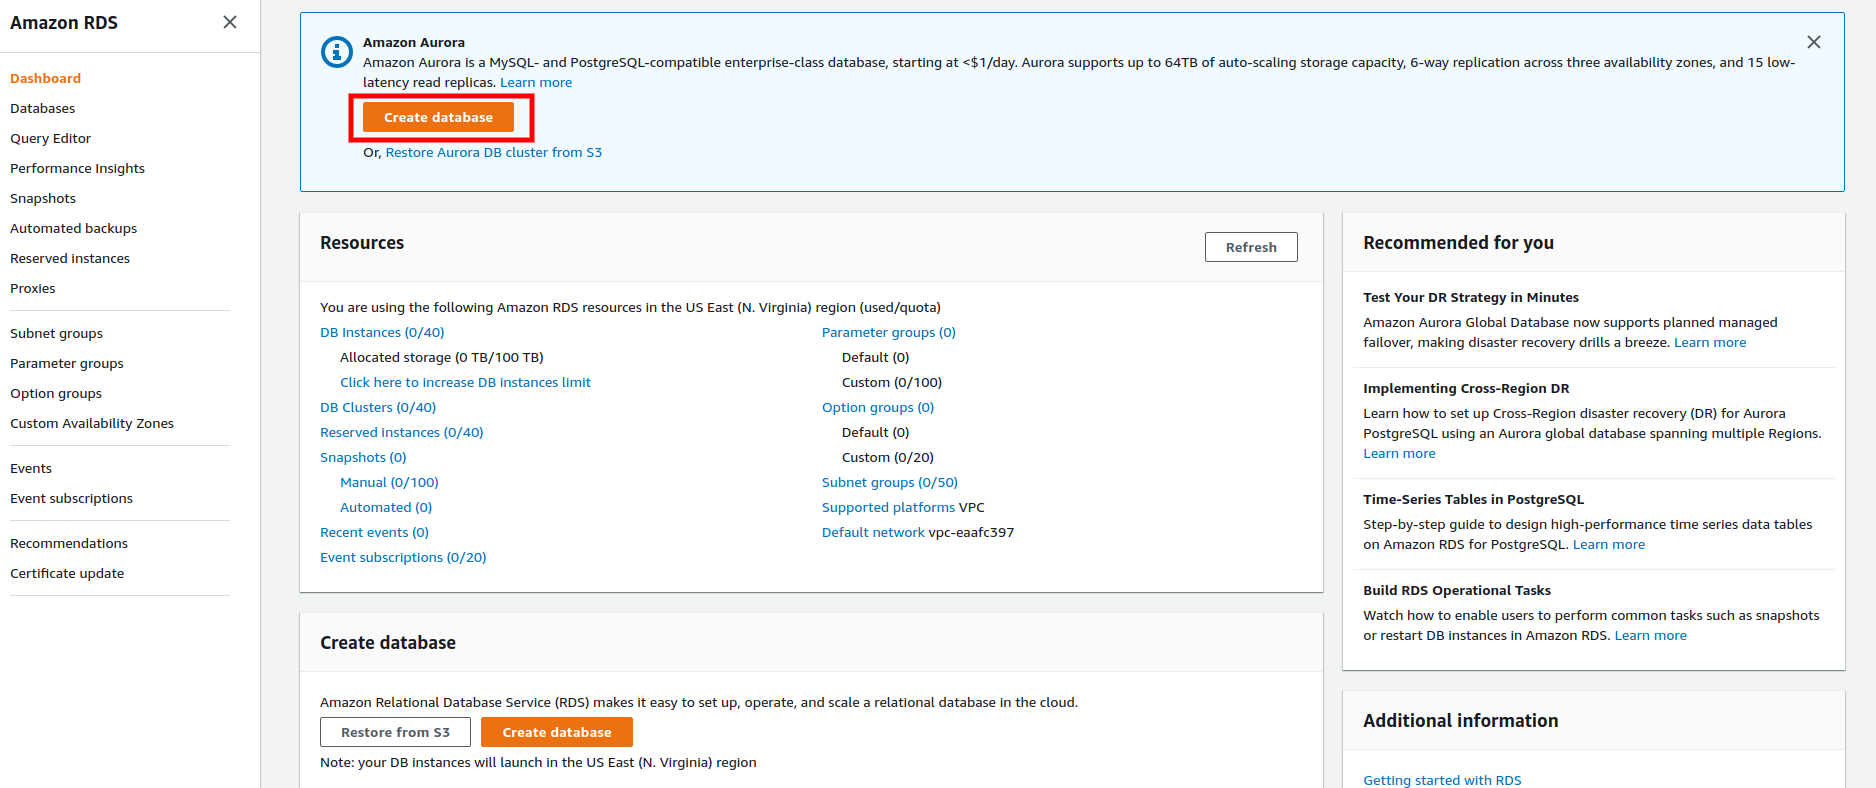 Amazon RDS
Dashboard
Databases
Query Editor
Performance Insights
Snapshots
Automated backups
Reserved instances
Proxies
Subnet groups
Parameter groups
Option groups
Custom Availability Zones
Events
Event subscriptions
Recommendations
Certificate update
Amazon Aurora
Amazon Aurora is a MySQL- and PostgreSQL-compatible enterprise-class database, starting at <$1/day. Aurora supports up to 64TB of auto-scaling storage capacity, 6-way replication across three availability zones, and 15 low-
latency read replicas. Learn more
Create database
Or, Restore Aurora DB cluster from S3
Resources
Refresh
You are using the following Amazon RDS resources in the US East (N. Virginia) region (used/quota)
DB Instances (0/40)
Allocated storage (0 TB/100 TB)
Click here to increase DB instances limit
DB Clusters (0/40)
Reserved instances (0/40)
Snapshots (0)
Manual (0/100)
Automated (0)
Recent events (0)
Event subscriptions (0/20)
Parameter groups (0)
Default (0)
Custom (0/100)
Option groups (0)
Default (0)
Custom (0/20)
Subnet groups (0/50)
Supported platforms VPC
Default network vpc-eaafc397
Create database
Amazon Relational Database Service (RDS) makes it easy to set up, operate, and scale a relational database in the cloud.
Restore from S3
Create database
Note: your DB instances will launch in the US East (N. Virginia) region
Recommended for you
Test Your DR Strategy in Minutes
Amazon Aurora Global Database now supports planned managed
failover, making disaster recovery drills a breeze. Learn more
Implementing Cross-Region DR
Learn how to set up Cross-Region disaster recovery (DR) for Aurora
PostgreSQL using an Aurora global database spanning multiple Regions.
Learn more
Time-Series Tables in PostgreSQL
Step-by-step guide to design high-performance time series data tables
on Amazon RDS for PostgreSQL. Learn more
Build RDS Operational Tasks
Watch how to enable users to perform common tasks such as snapshots
or restart DB instances in Amazon RDS. Learn more
Additional information
Getting started with RDS